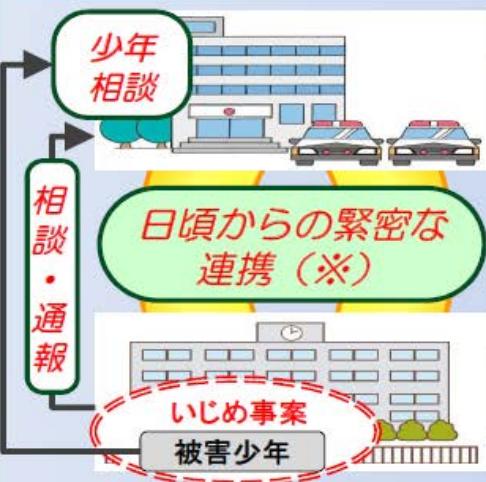 少年
相談
相談・通報
日頃からの緊密な
連携（※）
いじめ事案
被害少年